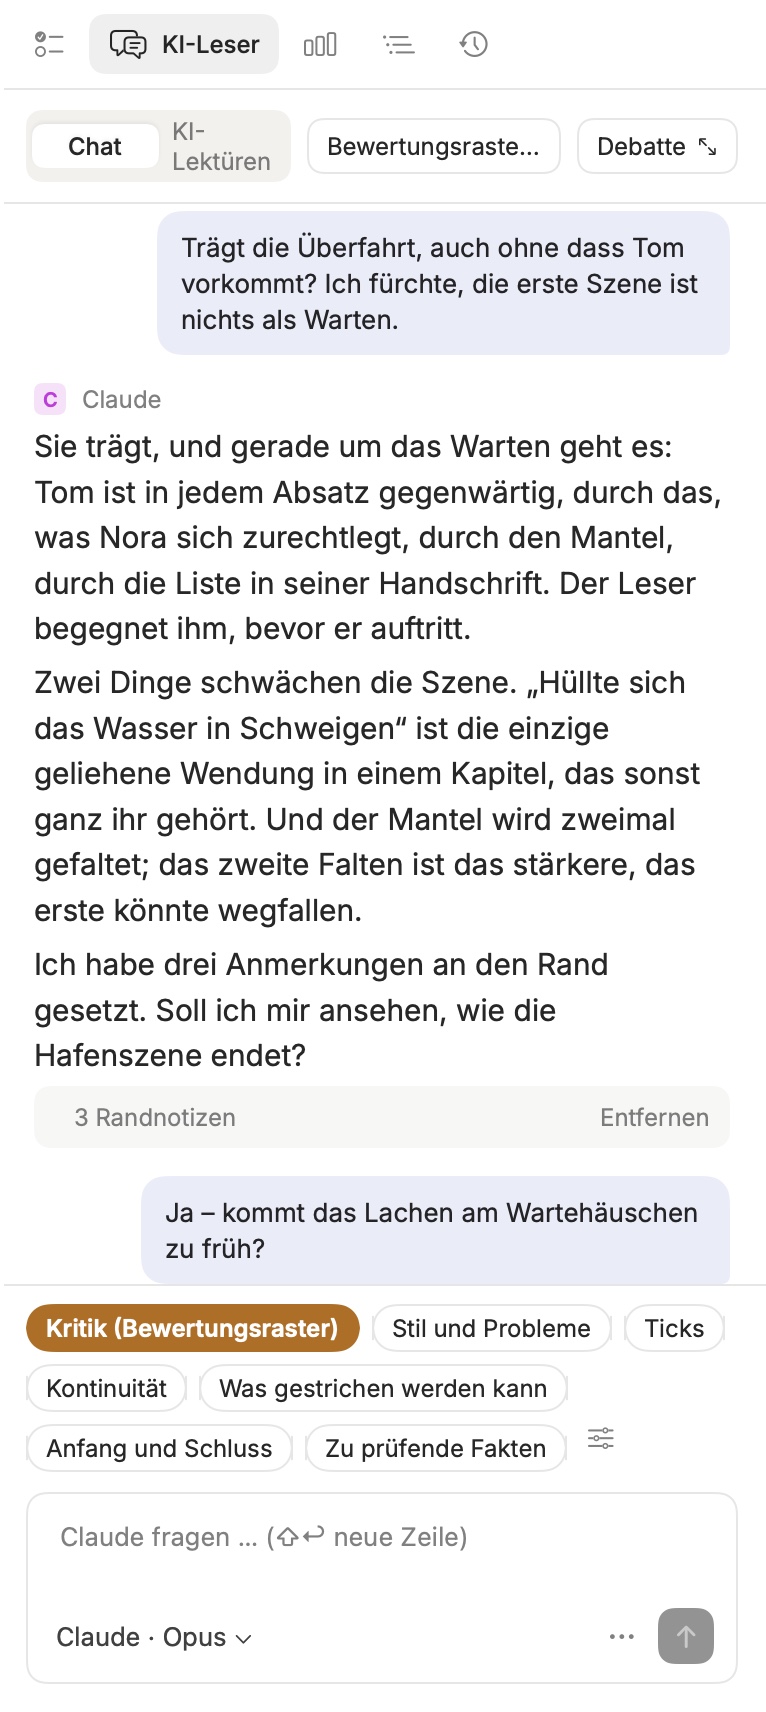 KI-Leser
Chat
KI-
Lektüren
Bewertungsraste...
Debatte
Trägt die Überfahrt, auch ohne dass Tom
vorkommt? Ich fürchte, die erste Szene ist
nichts als Warten.
C Claude
Sie trägt, und gerade um das Warten geht es:
Tom ist in jedem Absatz gegenwärtig, durch das,
was Nora sich zurechtlegt, durch den Mantel,
durch die Liste in seiner Handschrift. Der Leser
begegnet ihm, bevor er auftritt.
Zwei Dinge schwächen die Szene. „Hüllte sich
das Wasser in Schweigen“ ist die einzige
geliehene Wendung in einem Kapitel, das sonst
ganz ihr gehört. Und der Mantel wird zweimal
gefaltet; das zweite Falten ist das stärkere, das
erste könnte wegfallen.
Ich habe drei Anmerkungen an den Rand
gesetzt. Soll ich mir ansehen, wie die
Hafenszene endet?
3 Randnotizen Entfernen
Ja – kommt das Lachen am Wartehäuschen
zu früh?
Kritik (Bewertungsraster) Stil und Probleme Ticks
Kontinuität Was gestrichen werden kann
Anfang und Schluss Zu prüfende Fakten
Claude fragen ... (⇧↩ neue Zeile)
Claude · Opus